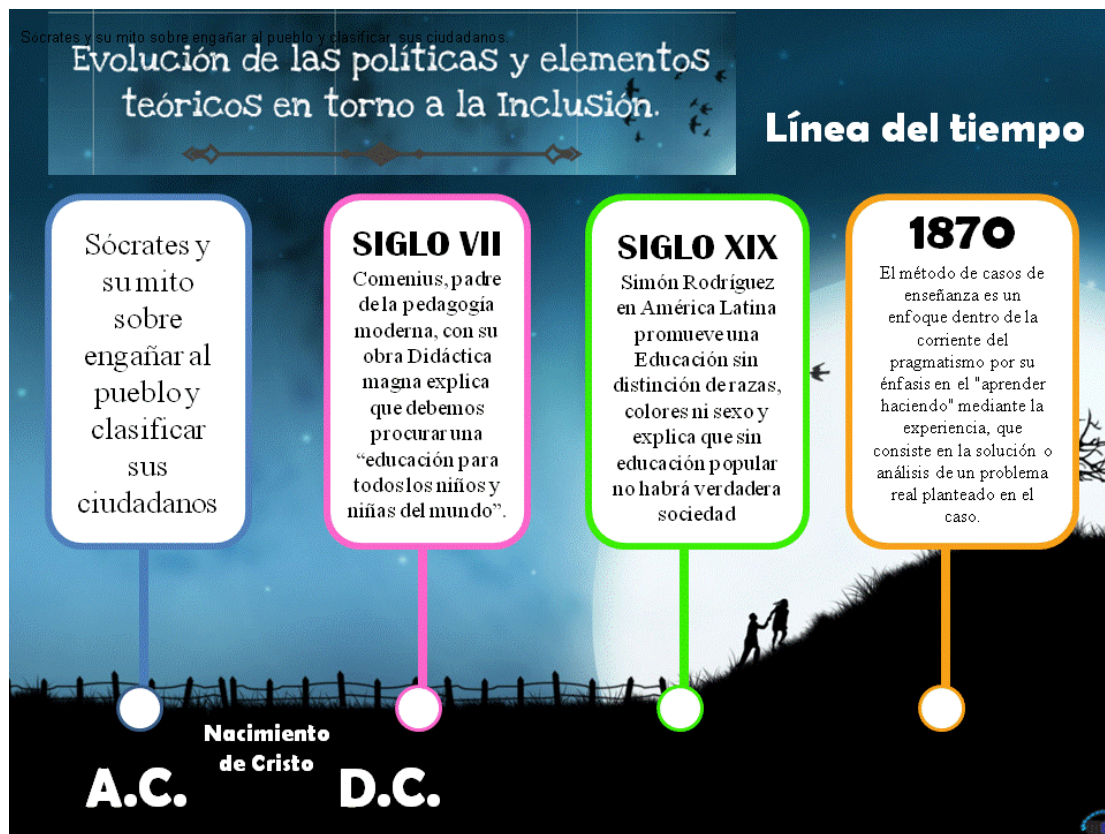 Sócrates y su mito sobre engañar al pueblo y clasificar sus ciudadanos.
Evolución de las políticas y elementos
teóricos en torno a la Inclusión.
Línea del tiempo
Sócrates y
su mito
sobre
engañar al
pueblo y
clasificar
sus
ciudadanos
SIGLO VII
Comenius, padre
de la pedagogía
moderna, con su
obra Didáctica
magna explica
que debemos
procurar una
“educación para
todos los niños y
niñas del mundo”.
SIGLO XIX
Simón Rodríguez
en América Latina
promueve una
Educación sin
distinción de razas,
colores ni sexo y
explica que sin
educación popular
no habrá verdadera
sociedad
1870
El método de casos de
enseñanza es un
enfoque dentro de la
corriente del
pragmatismo por su
énfasis en el "aprender
haciendo" mediante la
experiencia, que
consiste en la solución o
análisis de un problema
real planteado en el
caso.
Nacimiento
de Cristo
A.C.
D.C.